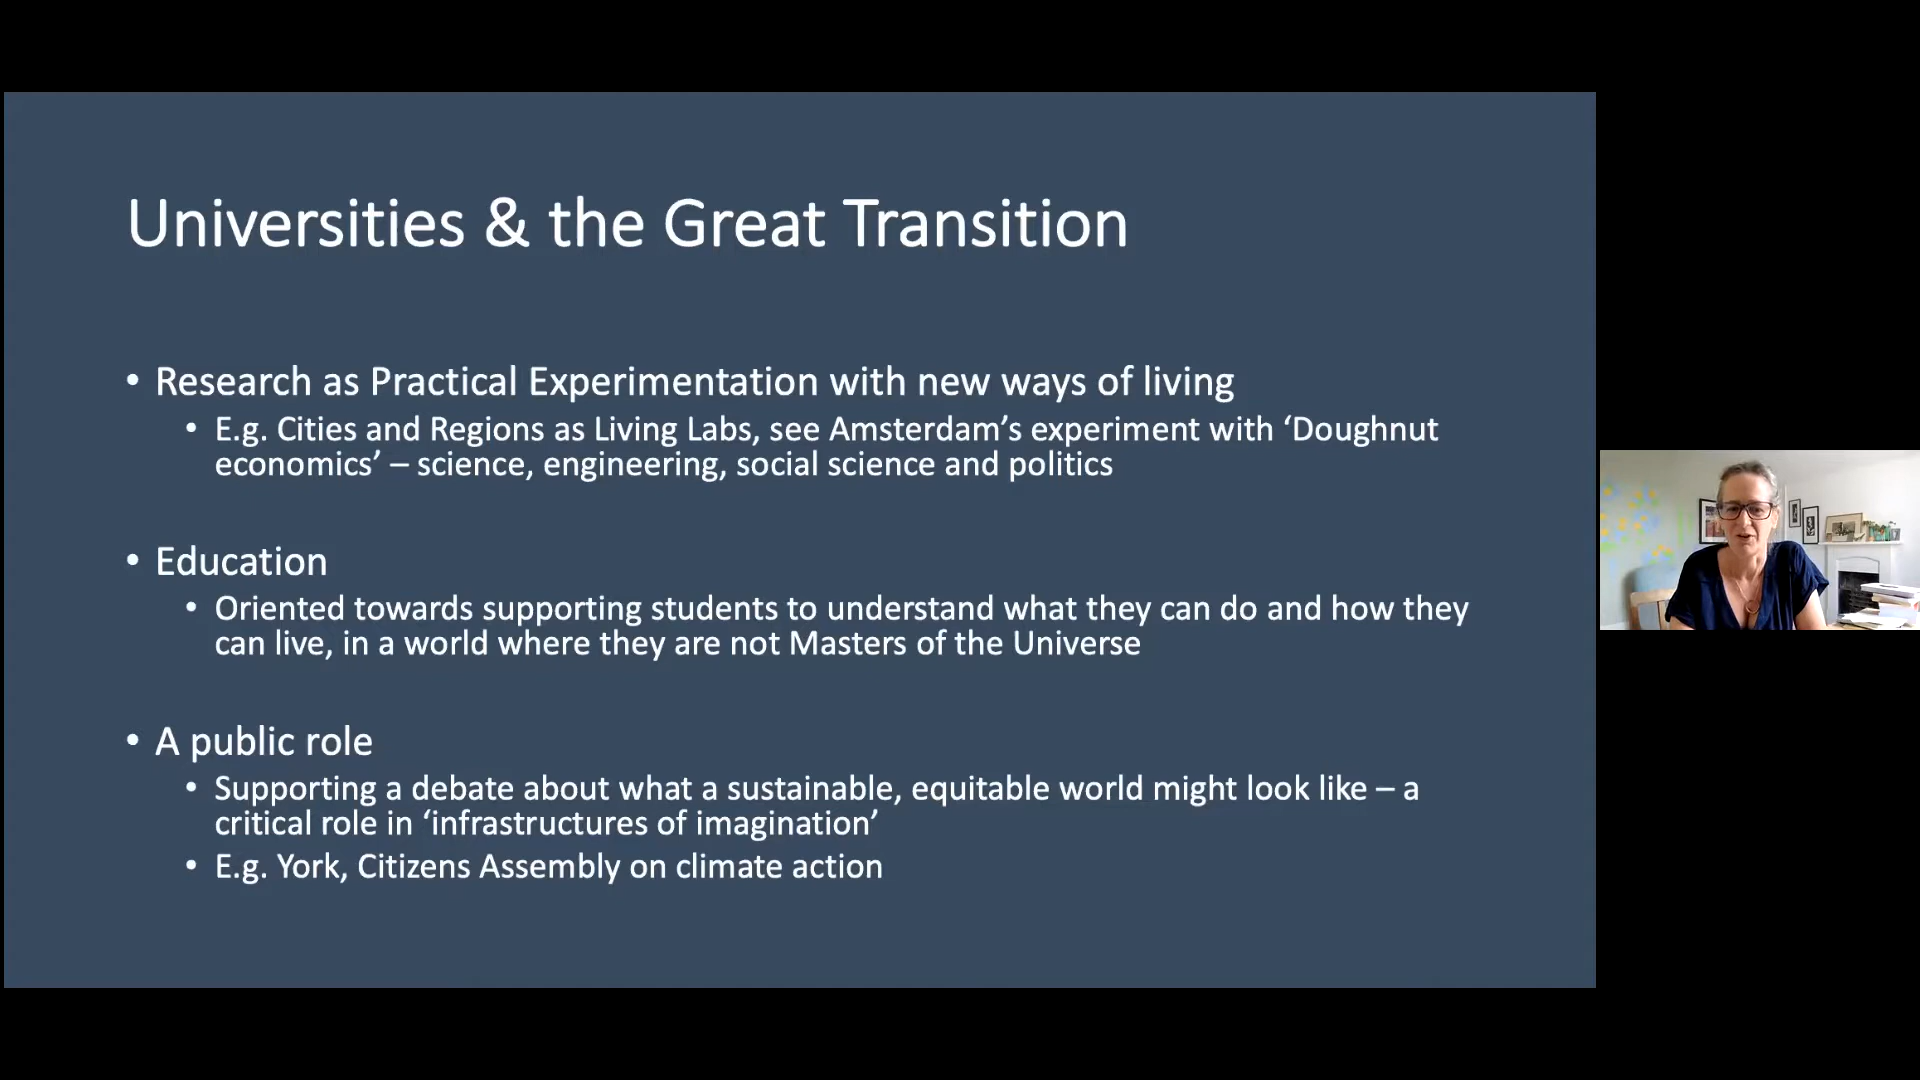 Universities & the Great Transition
• Research as Practical Experimentation with new ways of living
• E.g. Cities and Regions as Living Labs, see Amsterdam’s experiment with ‘Doughnut
economics’ – science, engineering, social science and politics
• Education
• Oriented towards supporting students to understand what they can do and how they
can live, in a world where they are not Masters of the Universe
• A public role
• Supporting a debate about what a sustainable, equitable world might look like – a
critical role in ‘infrastructures of imagination’
• E.g. York, Citizens Assembly on climate action